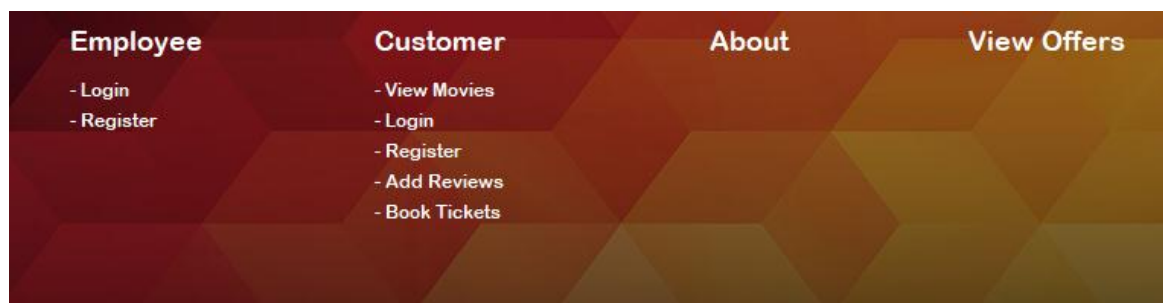 Employee
- Login
- Register
Customer
- View Movies
- Login
- Register
- Add Reviews
- Book Tickets
About
View Offers